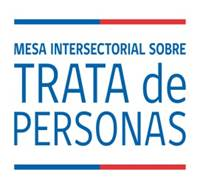 MESA INTERSECTORIAL SOBRE
TRATA de
PERSONAS